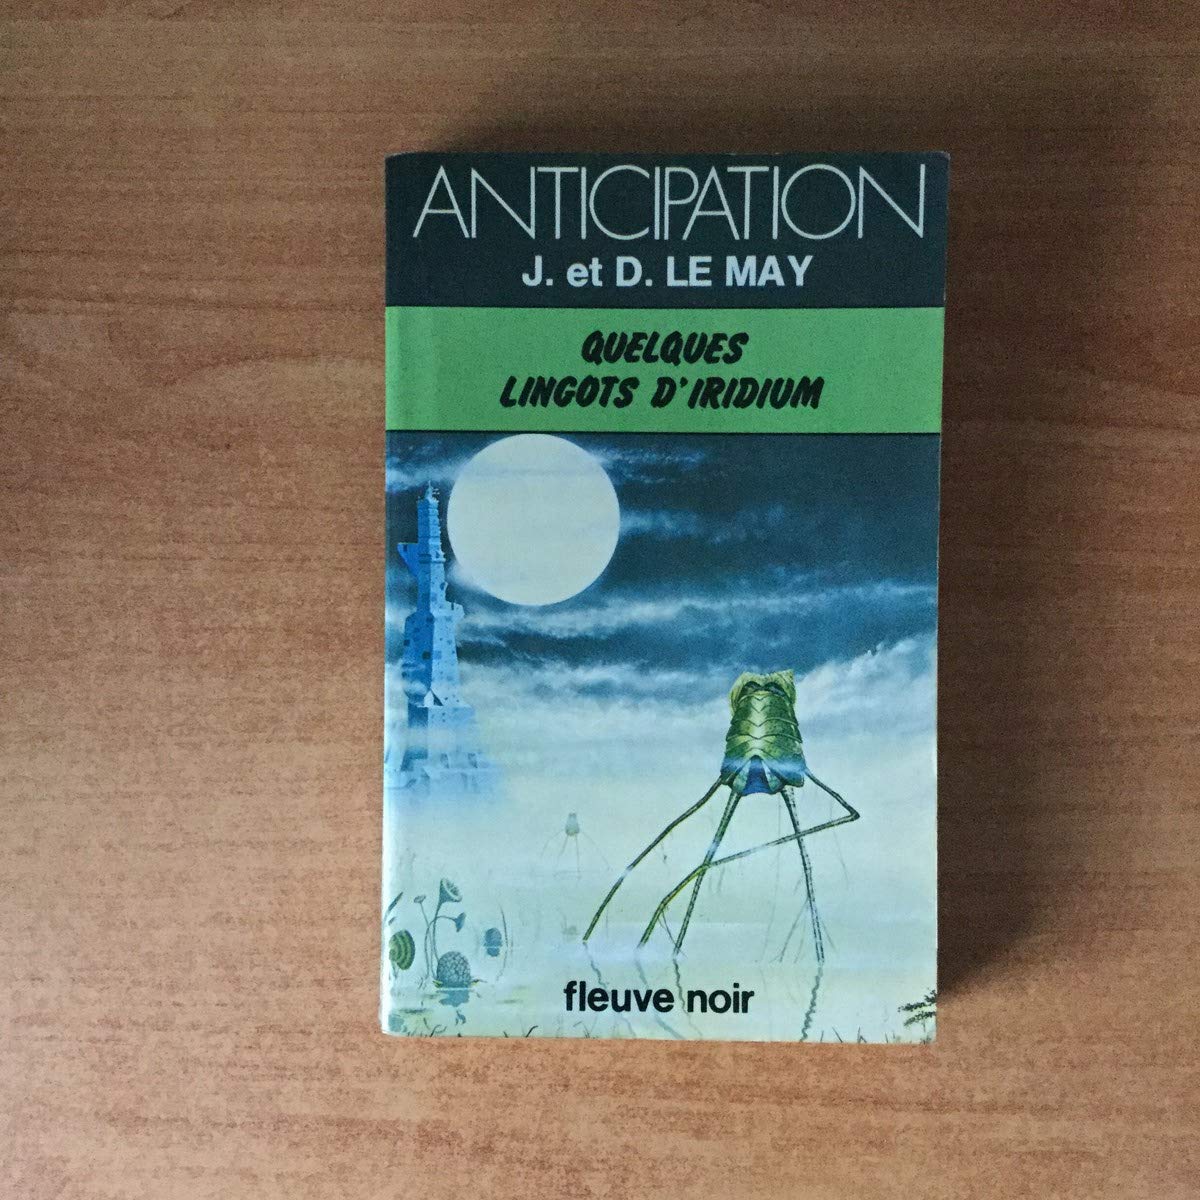 ANTICIPATION
J. et D. LE MAY
QUELQUES
LINGOTS D'IRIDIUM
fleuve noir